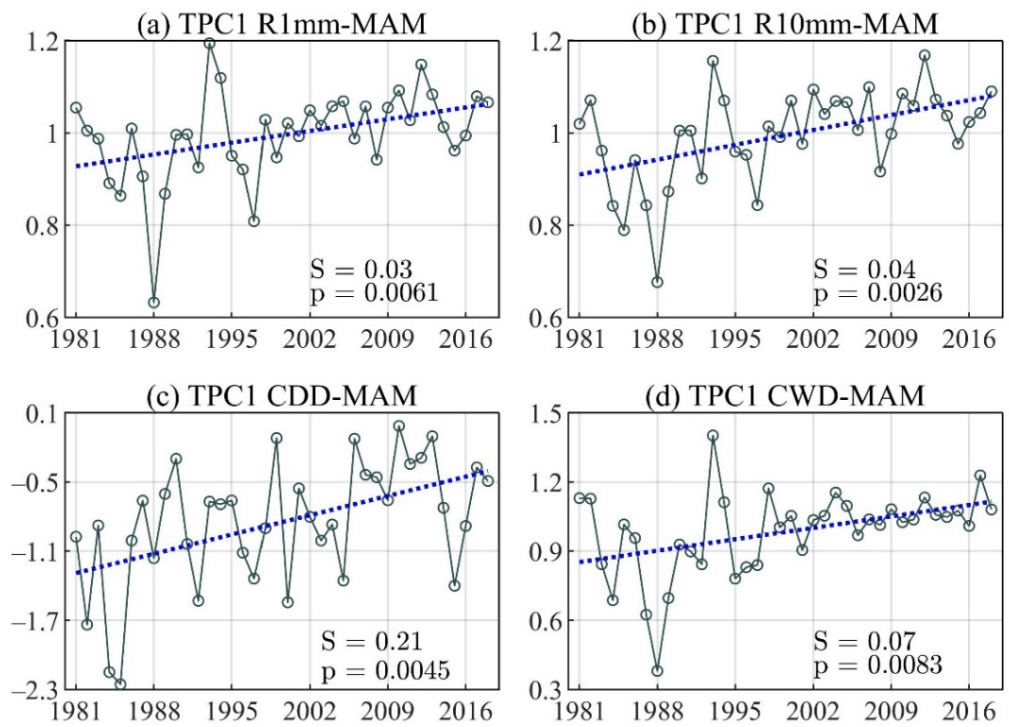 (a) TPC1 R1mm-MAM
1.2
1
0.8
0.6
S = 0.03
p = 0.0061
1981 1988 1995 2002 2009 2016
(b) TPC1 R10mm-MAM
1.2
1
0.8
0.6
S = 0.04
p = 0.0026
1981 1988 1995 2002 2009 2016
(c) TPC1 CDD-MAM
0.1
−0.5
−1.1
−1.7
−2.3
S = 0.21
p = 0.0045
1981 1988 1995 2002 2009 2016
(d) TPC1 CWD-MAM
1.5
1.2
0.9
0.6
0.3
S = 0.07
p = 0.0083
1981 1988 1995 2002 2009 2016